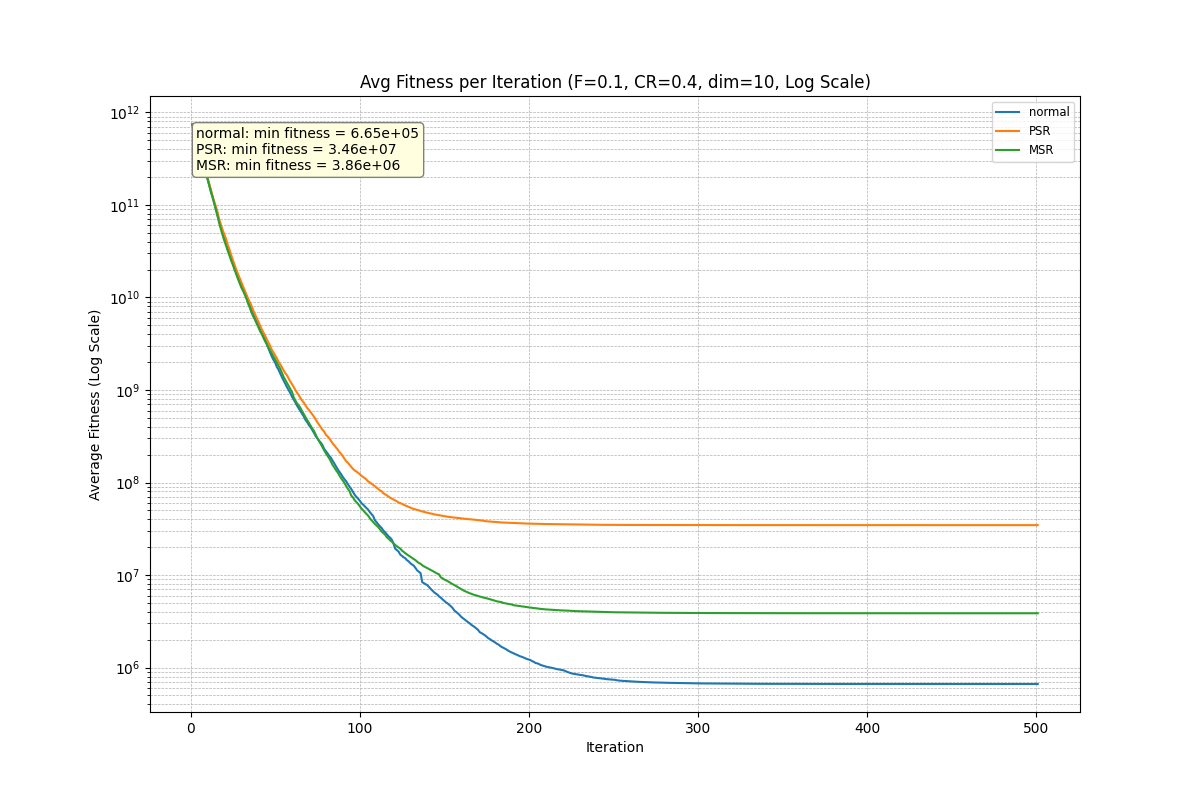 Avg Fitness per Iteration (F=0.1, CR=0.4, dim=10, Log Scale)
normal: min fitness = 6.65e+05
PSR: min fitness = 3.46e+07
MSR: min fitness = 3.86e+06
normal
PSR
MSR
Average Fitness (Log Scale)
10¹²
10¹¹
10¹⁰
10⁹
10⁸
10⁷
10⁶
0 100 200 300 400 500
Iteration